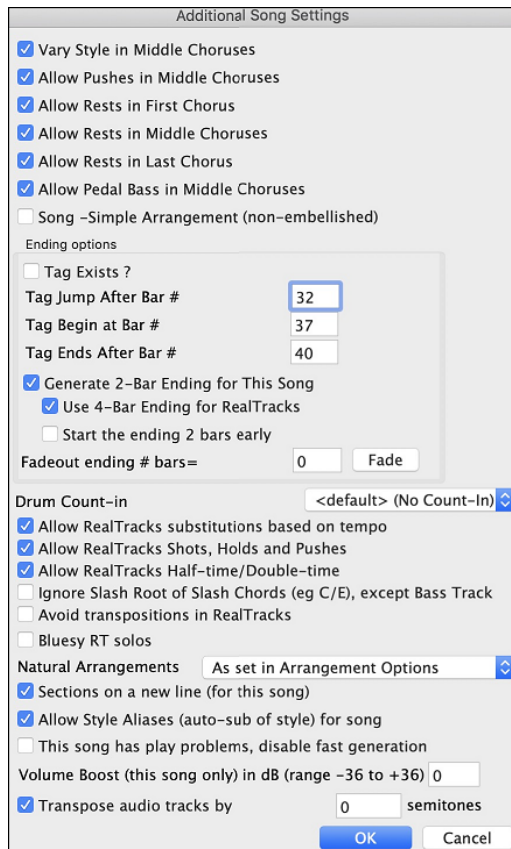 Additional Song Settings
Vary Style in Middle Choruses
Allow Pushes in Middle Choruses
Allow Rests in First Chorus
Allow Rests in Middle Choruses
Allow Rests in Last Chorus
Allow Pedal Bass in Middle Choruses
Song -Simple Arrangement (non-embellished)
Ending options
Tag Exists ?
Tag Jump After Bar # 32
Tag Begin at Bar # 37
Tag Ends After Bar # 40
Generate 2-Bar Ending for This Song
Use 4-Bar Ending for RealTracks
Start the ending 2 bars early
Fadeout ending # bars= 0 Fade
Drum Count-in <default> (No Count-In)
Allow RealTracks substitutions based on tempo
Allow RealTracks Shots, Holds and Pushes
Allow RealTracks Half-time/Double-time
Ignore Slash Root of Slash Chords (eg C/E), except Bass Track
Avoid transpositions in RealTracks
Bluesy RT solos
Natural Arrangements As set in Arrangement Options
Sections on a new line (for this song)
Allow Style Aliases (auto-sub of style) for song
This song has play problems, disable fast generation
Volume Boost (this song only) in dB (range -36 to +36) 0
Transpose audio tracks by 0 semitones
OK Cancel